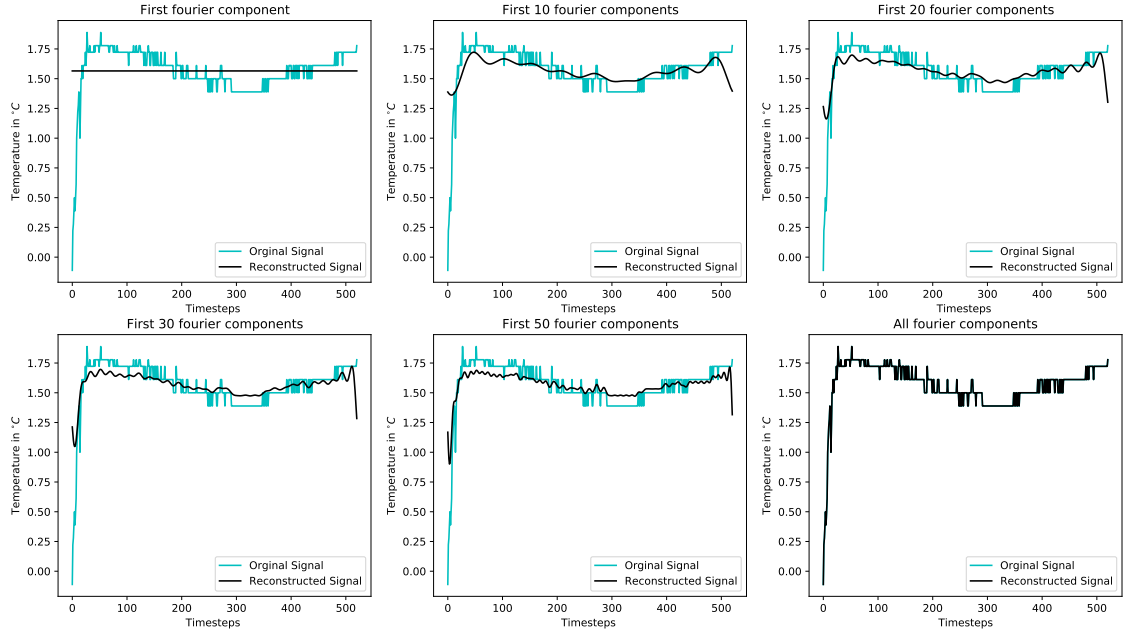 First fourier component
First 10 fourier components
First 20 fourier components
Temperature in °C
1.75
1.50
1.25
1.00
0.75
0.50
0.25
0.00
Orginal Signal
Reconstructed Signal
0 100 200 300 400 500
Timesteps
Temperature in °C
1.75
1.50
1.25
1.00
0.75
0.50
0.25
0.00
Orginal Signal
Reconstructed Signal
0 100 200 300 400 500
Timesteps
Temperature in °C
1.75
1.50
1.25
1.00
0.75
0.50
0.25
0.00
Orginal Signal
Reconstructed Signal
0 100 200 300 400 500
Timesteps
First 30 fourier components
First 50 fourier components
All fourier components
Temperature in °C
1.75
1.50
1.25
1.00
0.75
0.50
0.25
0.00
Orginal Signal
Reconstructed Signal
0 100 200 300 400 500
Timesteps
Temperature in °C
1.75
1.50
1.25
1.00
0.75
0.50
0.25
0.00
Orginal Signal
Reconstructed Signal
0 100 200 300 400 500
Timesteps
Temperature in °C
1.75
1.50
1.25
1.00
0.75
0.50
0.25
0.00
Orginal Signal
Reconstructed Signal
0 100 200 300 400 500
Timesteps